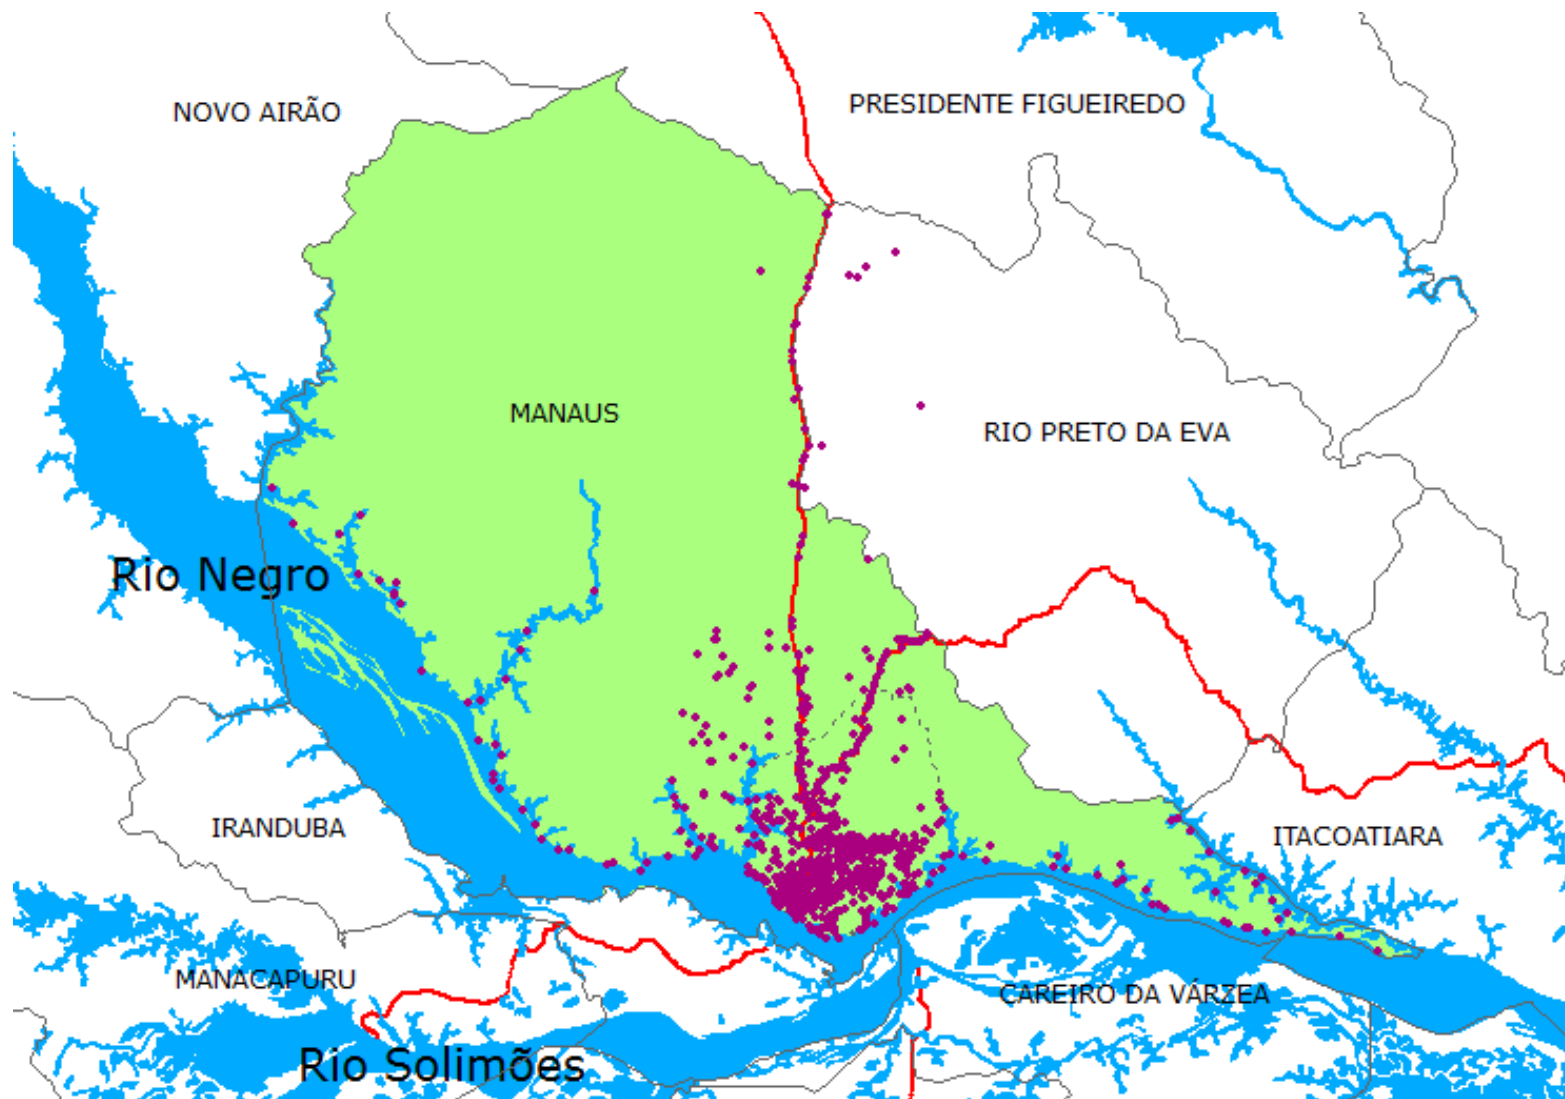 PRESIDENTE FIGUEIREDO
NOVO AIRÃO
MANAUS
RIO PRETO DA EVA
Rio Negro
IRANDUBA
ITACOATIARA
MANACAPURU
CAREIRO DA VÁRZEA
Rio Solimões